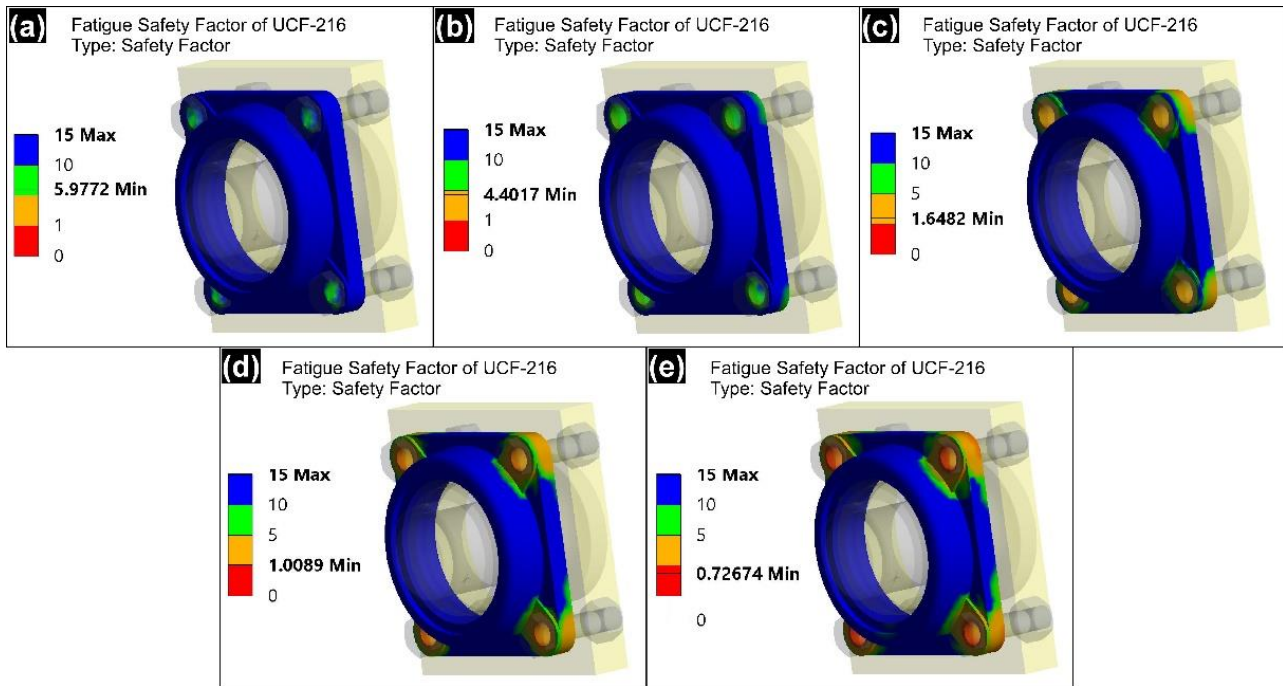 (a)
Fatigue Safety Factor of UCF-216
Type: Safety Factor
15 Max
10
5.9772 Min
1
0
(b)
Fatigue Safety Factor of UCF-216
Type: Safety Factor
15 Max
10
4.4017 Min
1
0
(c)
Fatigue Safety Factor of UCF-216
Type: Safety Factor
15 Max
10
5
1.6482 Min
0
(d)
Fatigue Safety Factor of UCF-216
Type: Safety Factor
15 Max
10
5
1.0089 Min
0
(e)
Fatigue Safety Factor of UCF-216
Type: Safety Factor
15 Max
10
5
0.72674 Min
0